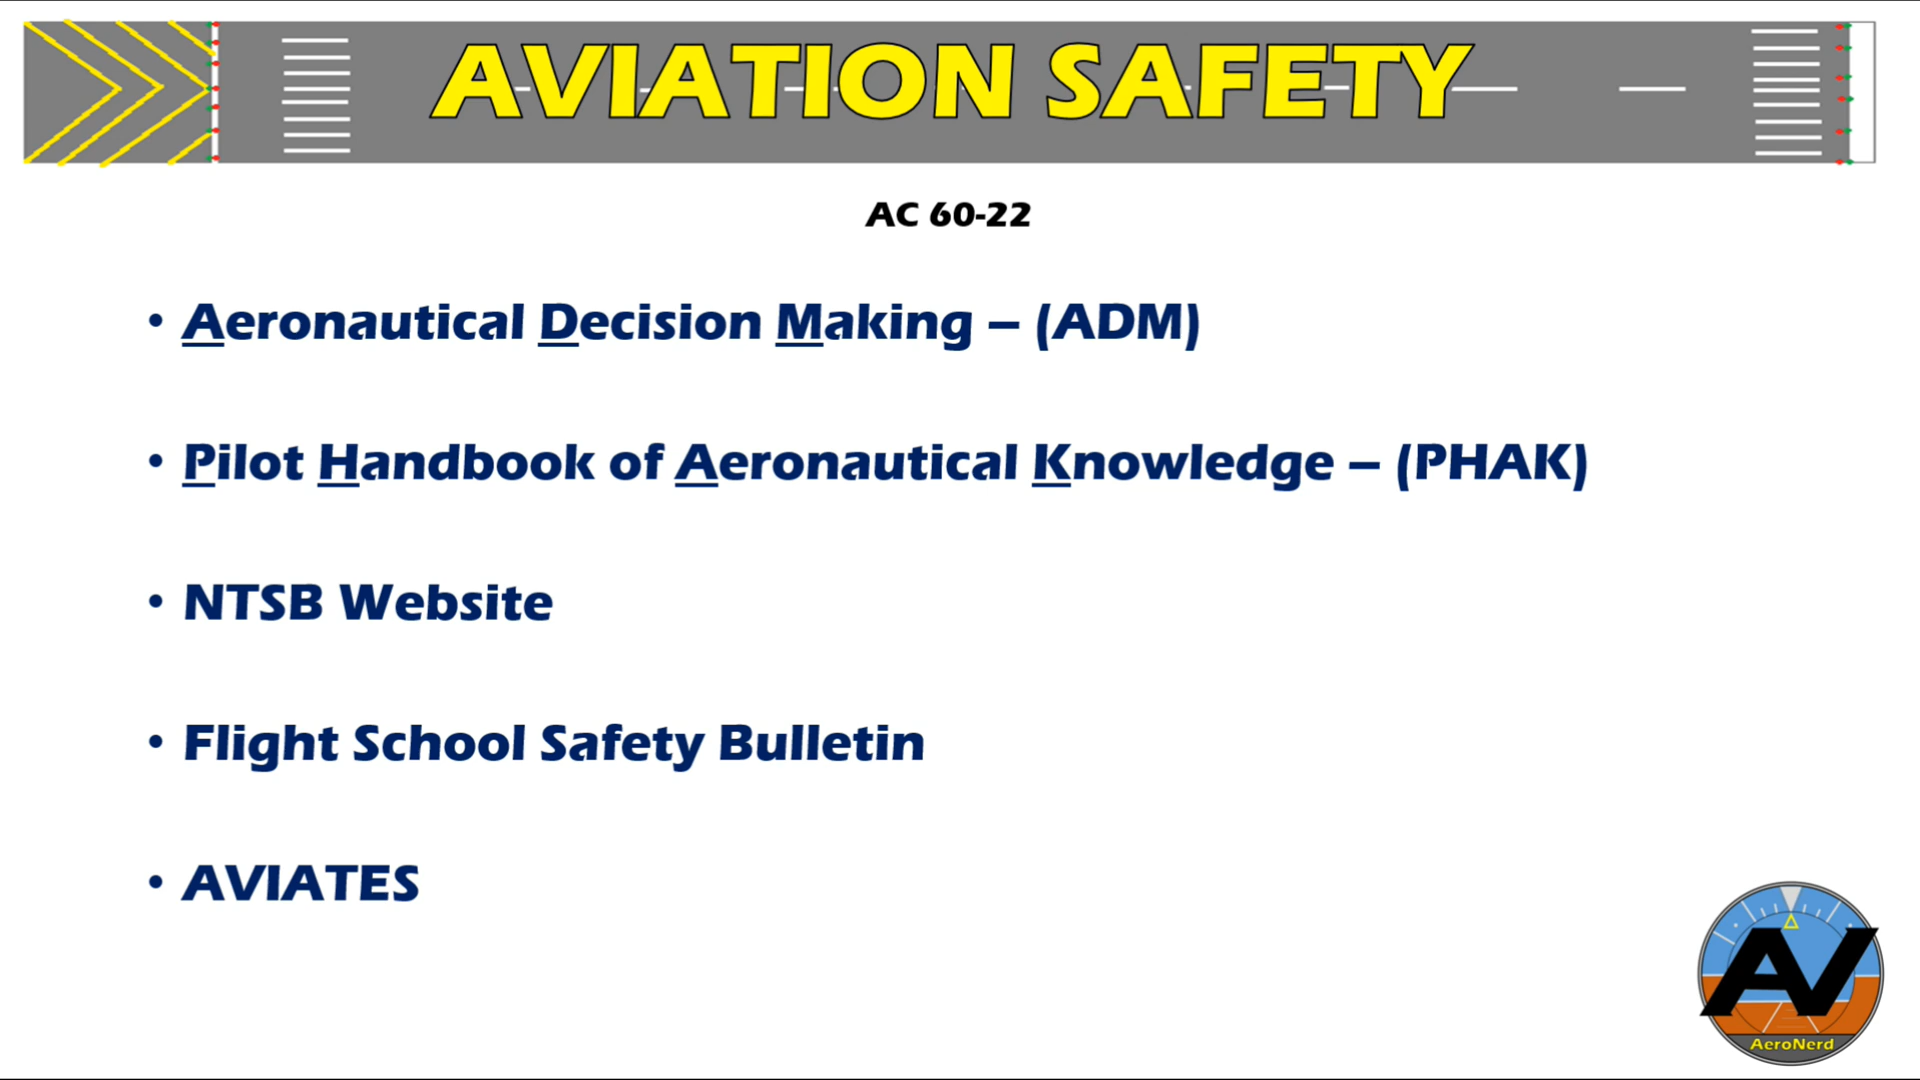 AVIATION SAFETY
AC 60-22
• Aeronautical Decision Making – (ADM)
• Pilot Handbook of Aeronautical Knowledge – (PHAK)
• NTSB Website
• Flight School Safety Bulletin
• AVIATES
AV
AeroNerd